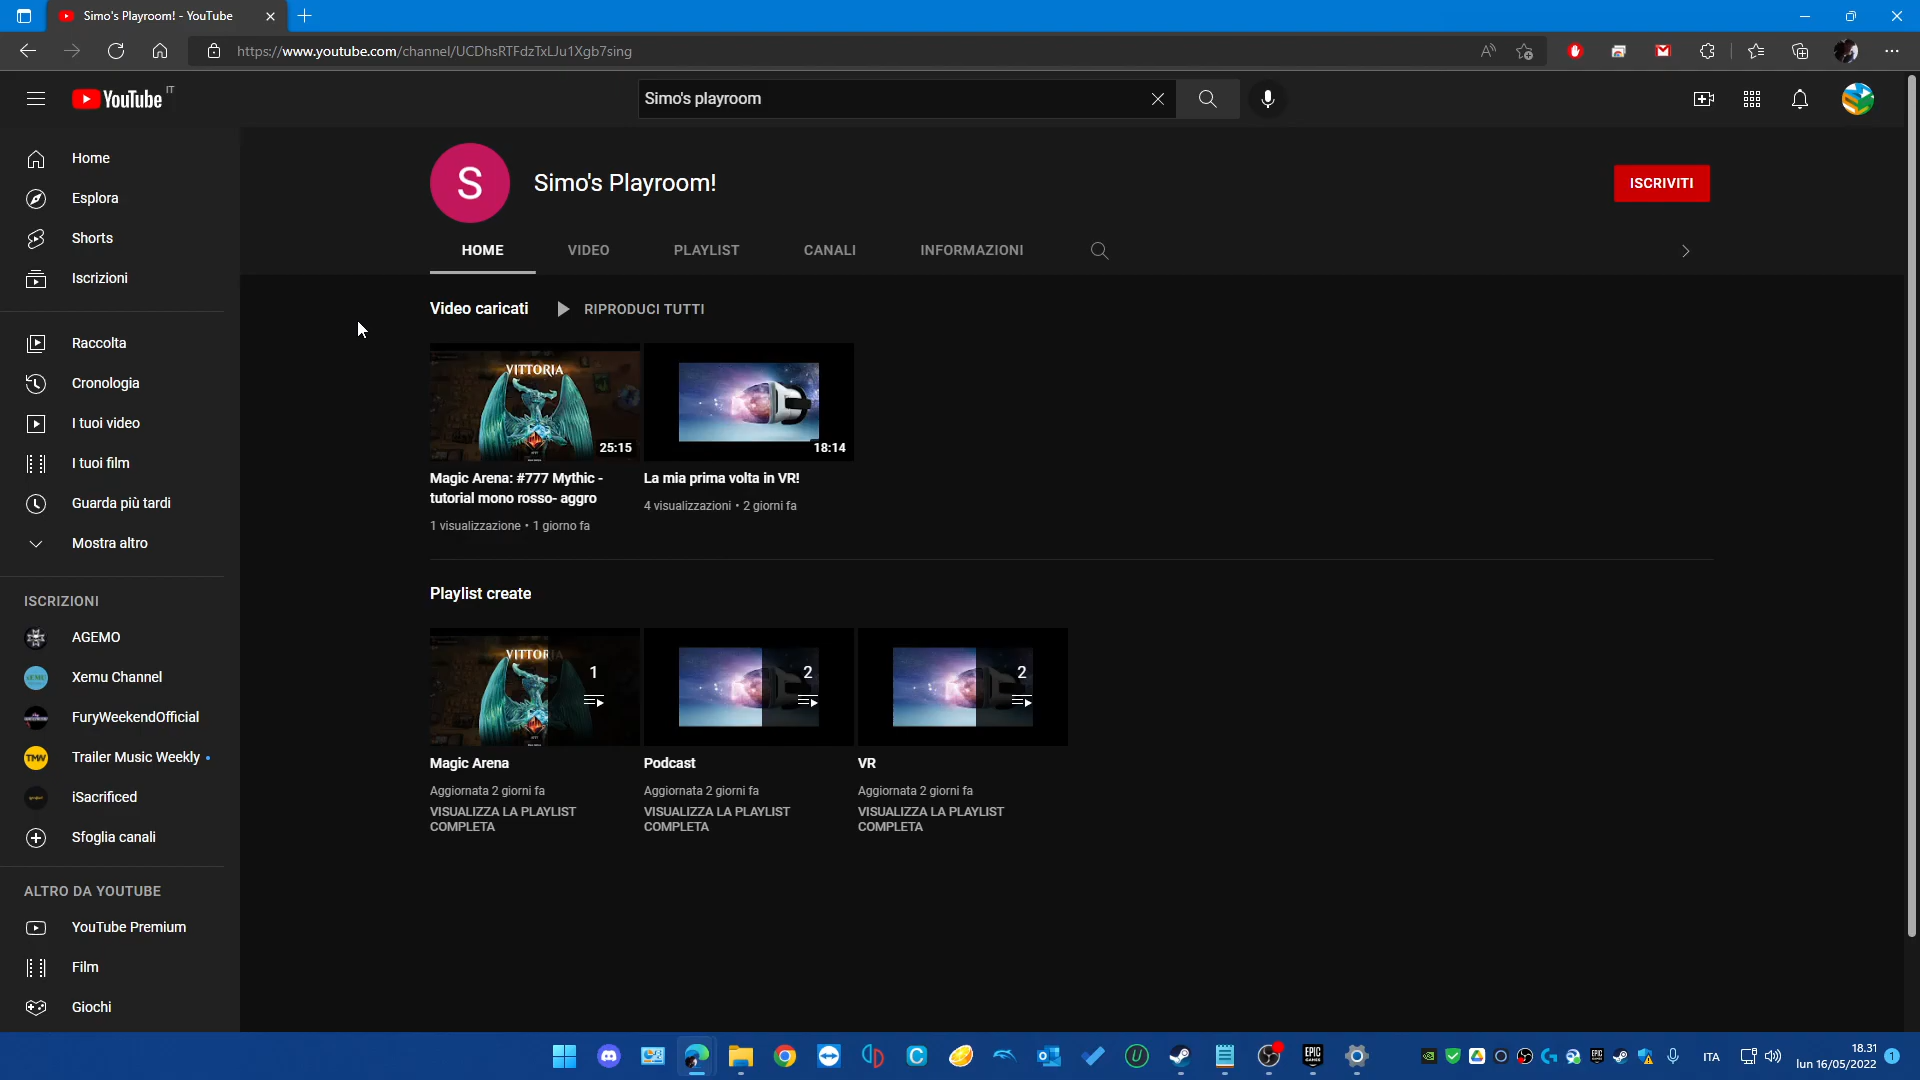 Simo's Playroom! - YouTube
https://www.youtube.com/channel/UCDhsRTFdzTxLJu1Xgb7sing
YouTube IT
Simo's playroom
Home
Esplora
Shorts
Iscrizioni
Raccolta
Cronologia
I tuoi video
I tuoi film
Guarda più tardi
Mostra altro
ISCRIZIONI
AGEMO
Xemu Channel
FuryWeekendOfficial
TMW
Trailer Music Weekly
iSacrificed
Sfoglia canali
ALTRO DA YOUTUBE
YouTube Premium
Film
Giochi
S
Simo's Playroom!
ISCRIVITI
HOME VIDEO PLAYLIST CANALI INFORMAZIONI
Video caricati RIPRODUCI TUTTI
VITTORIA
25:15
Magic Arena: #777 Mythic -
tutorial mono rosso- aggro
1 visualizzazione • 1 giorno fa
18:14
La mia prima volta in VR!
4 visualizzazioni • 2 giorni fa
Playlist create
VITTORI
1
Magic Arena
Aggiornata 2 giorni fa
VISUALIZZA LA PLAYLIST
COMPLETA
2
Podcast
Aggiornata 2 giorni fa
VISUALIZZA LA PLAYLIST
COMPLETA
2
VR
Aggiornata 2 giorni fa
VISUALIZZA LA PLAYLIST
COMPLETA
EPIC
GAMES
ITA
18.31
lun 16/05/2022
1